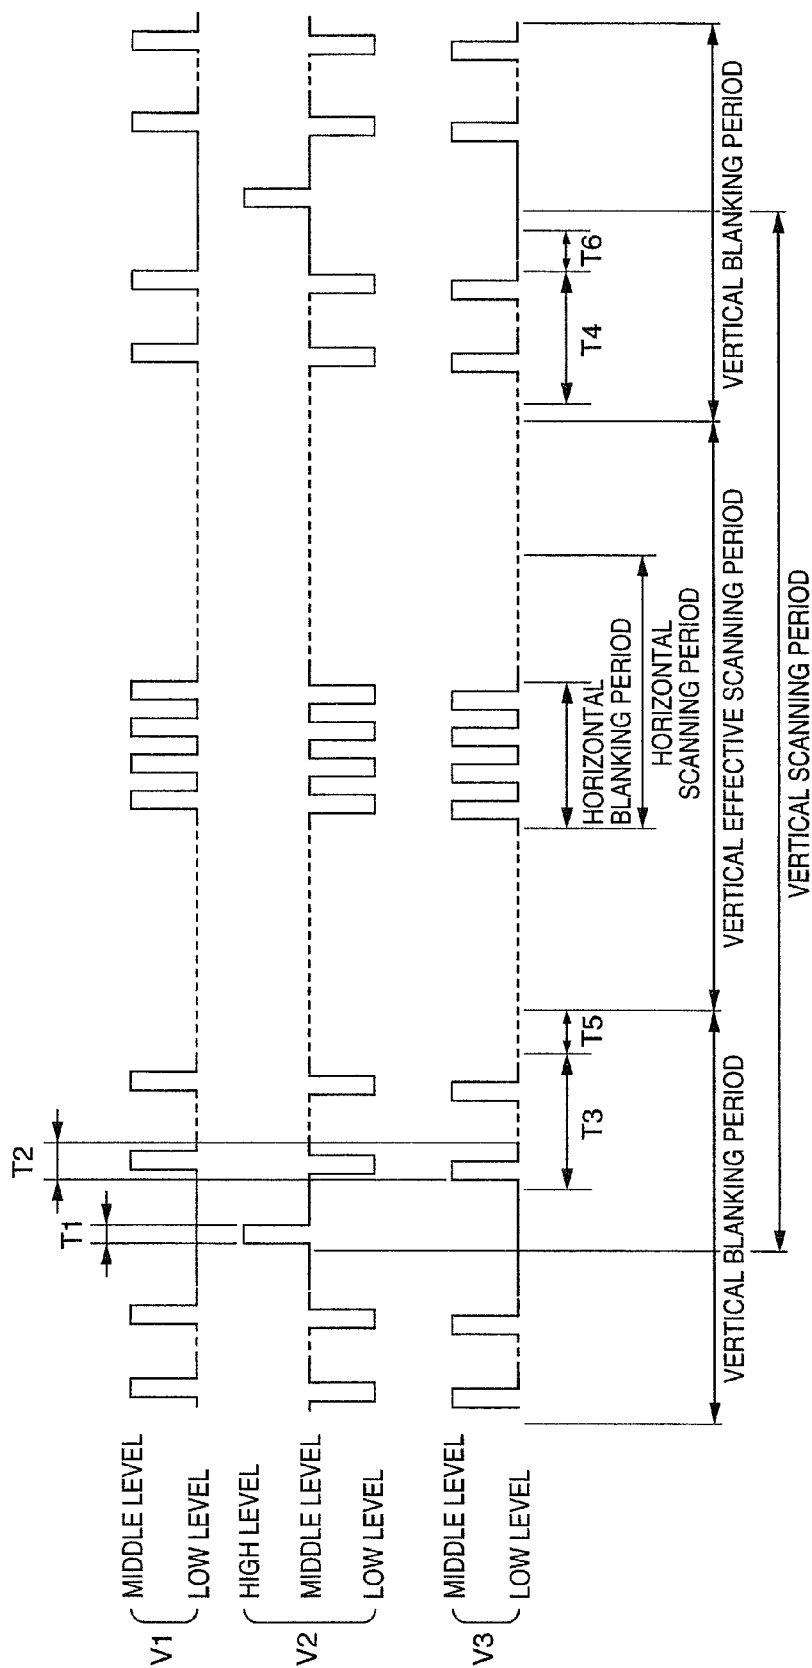 V1
MIDDLE LEVEL
LOW LEVEL
V2
HIGH LEVEL
MIDDLE LEVEL
LOW LEVEL
V3
MIDDLE LEVEL
LOW LEVEL
T1
T2
T3
T5
T4
T6
HORIZONTAL
BLANKING PERIOD
HORIZONTAL
SCANNING PERIOD
VERTICAL BLANKING PERIOD
VERTICAL EFFECTIVE SCANNING PERIOD
VERTICAL BLANKING PERIOD
VERTICAL SCANNING PERIOD